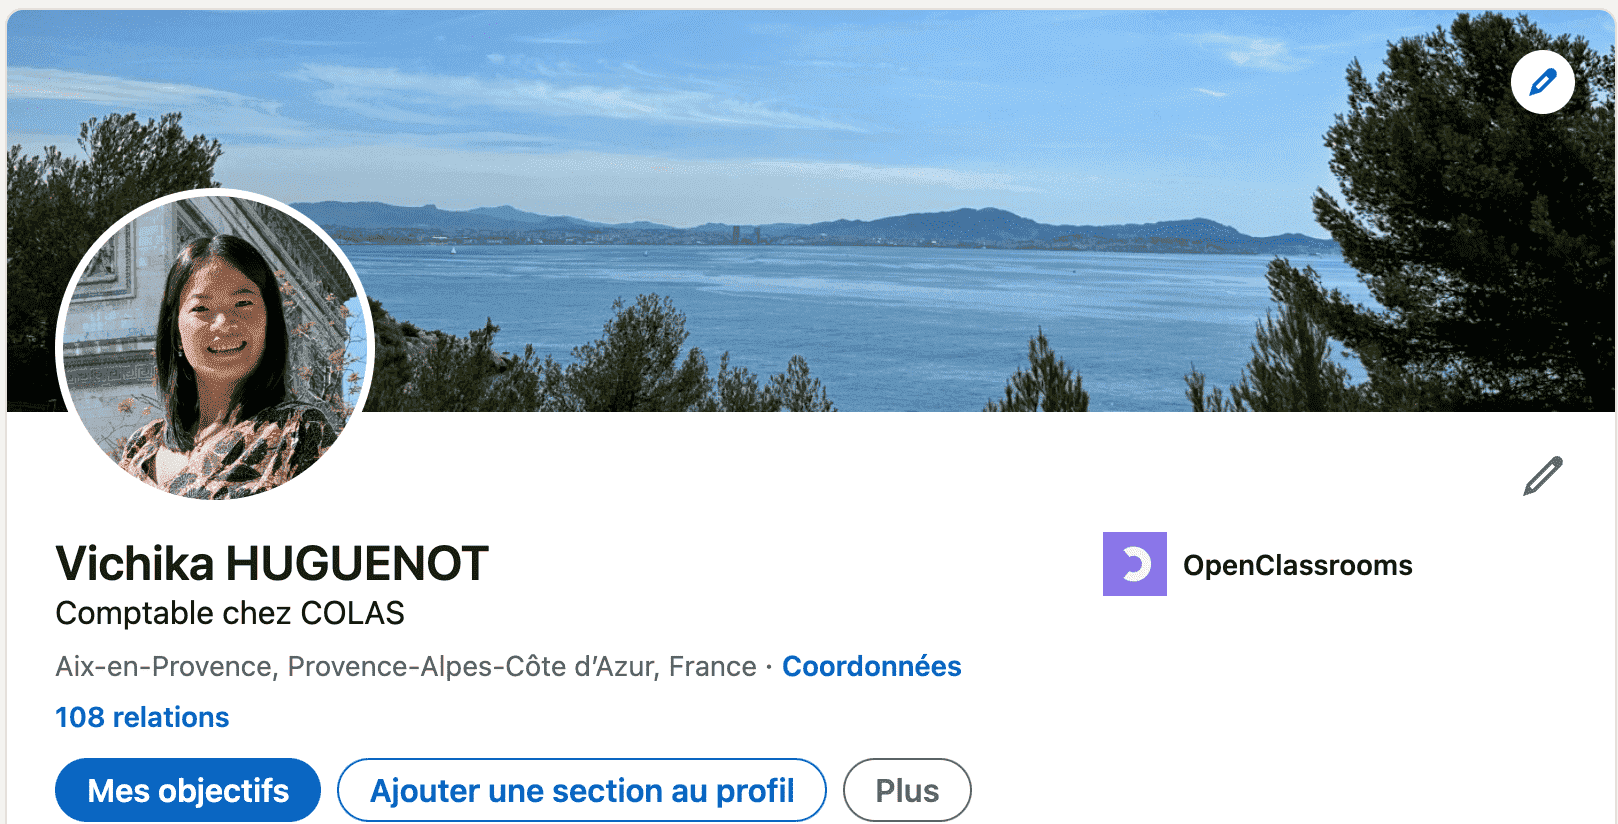 Vichika HUGUENOT
OpenClassrooms
Comptable chez COLAS
Aix-en-Provence, Provence-Alpes-Côte d’Azur, France · Coordonnées
108 relations
Mes objectifs
Ajouter une section au profil
Plus